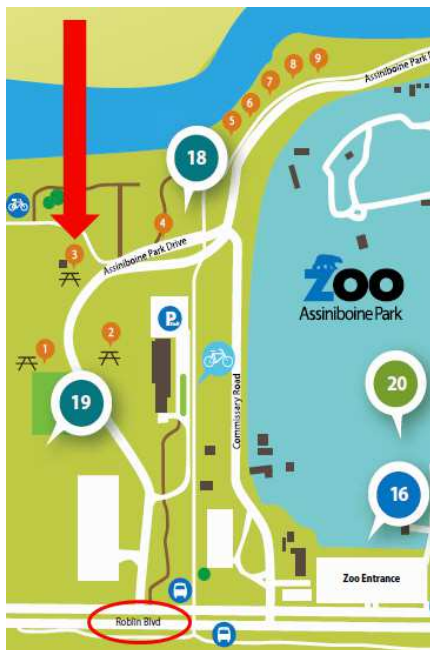 9
8
7
6
5
Assiniboine Park D
18
4
3
Assiniboine Park Drive
ZOO
Assiniboine Park
P
2
1
20
19
Commissary Road
16
Zoo Entrance
Roblin Blvd